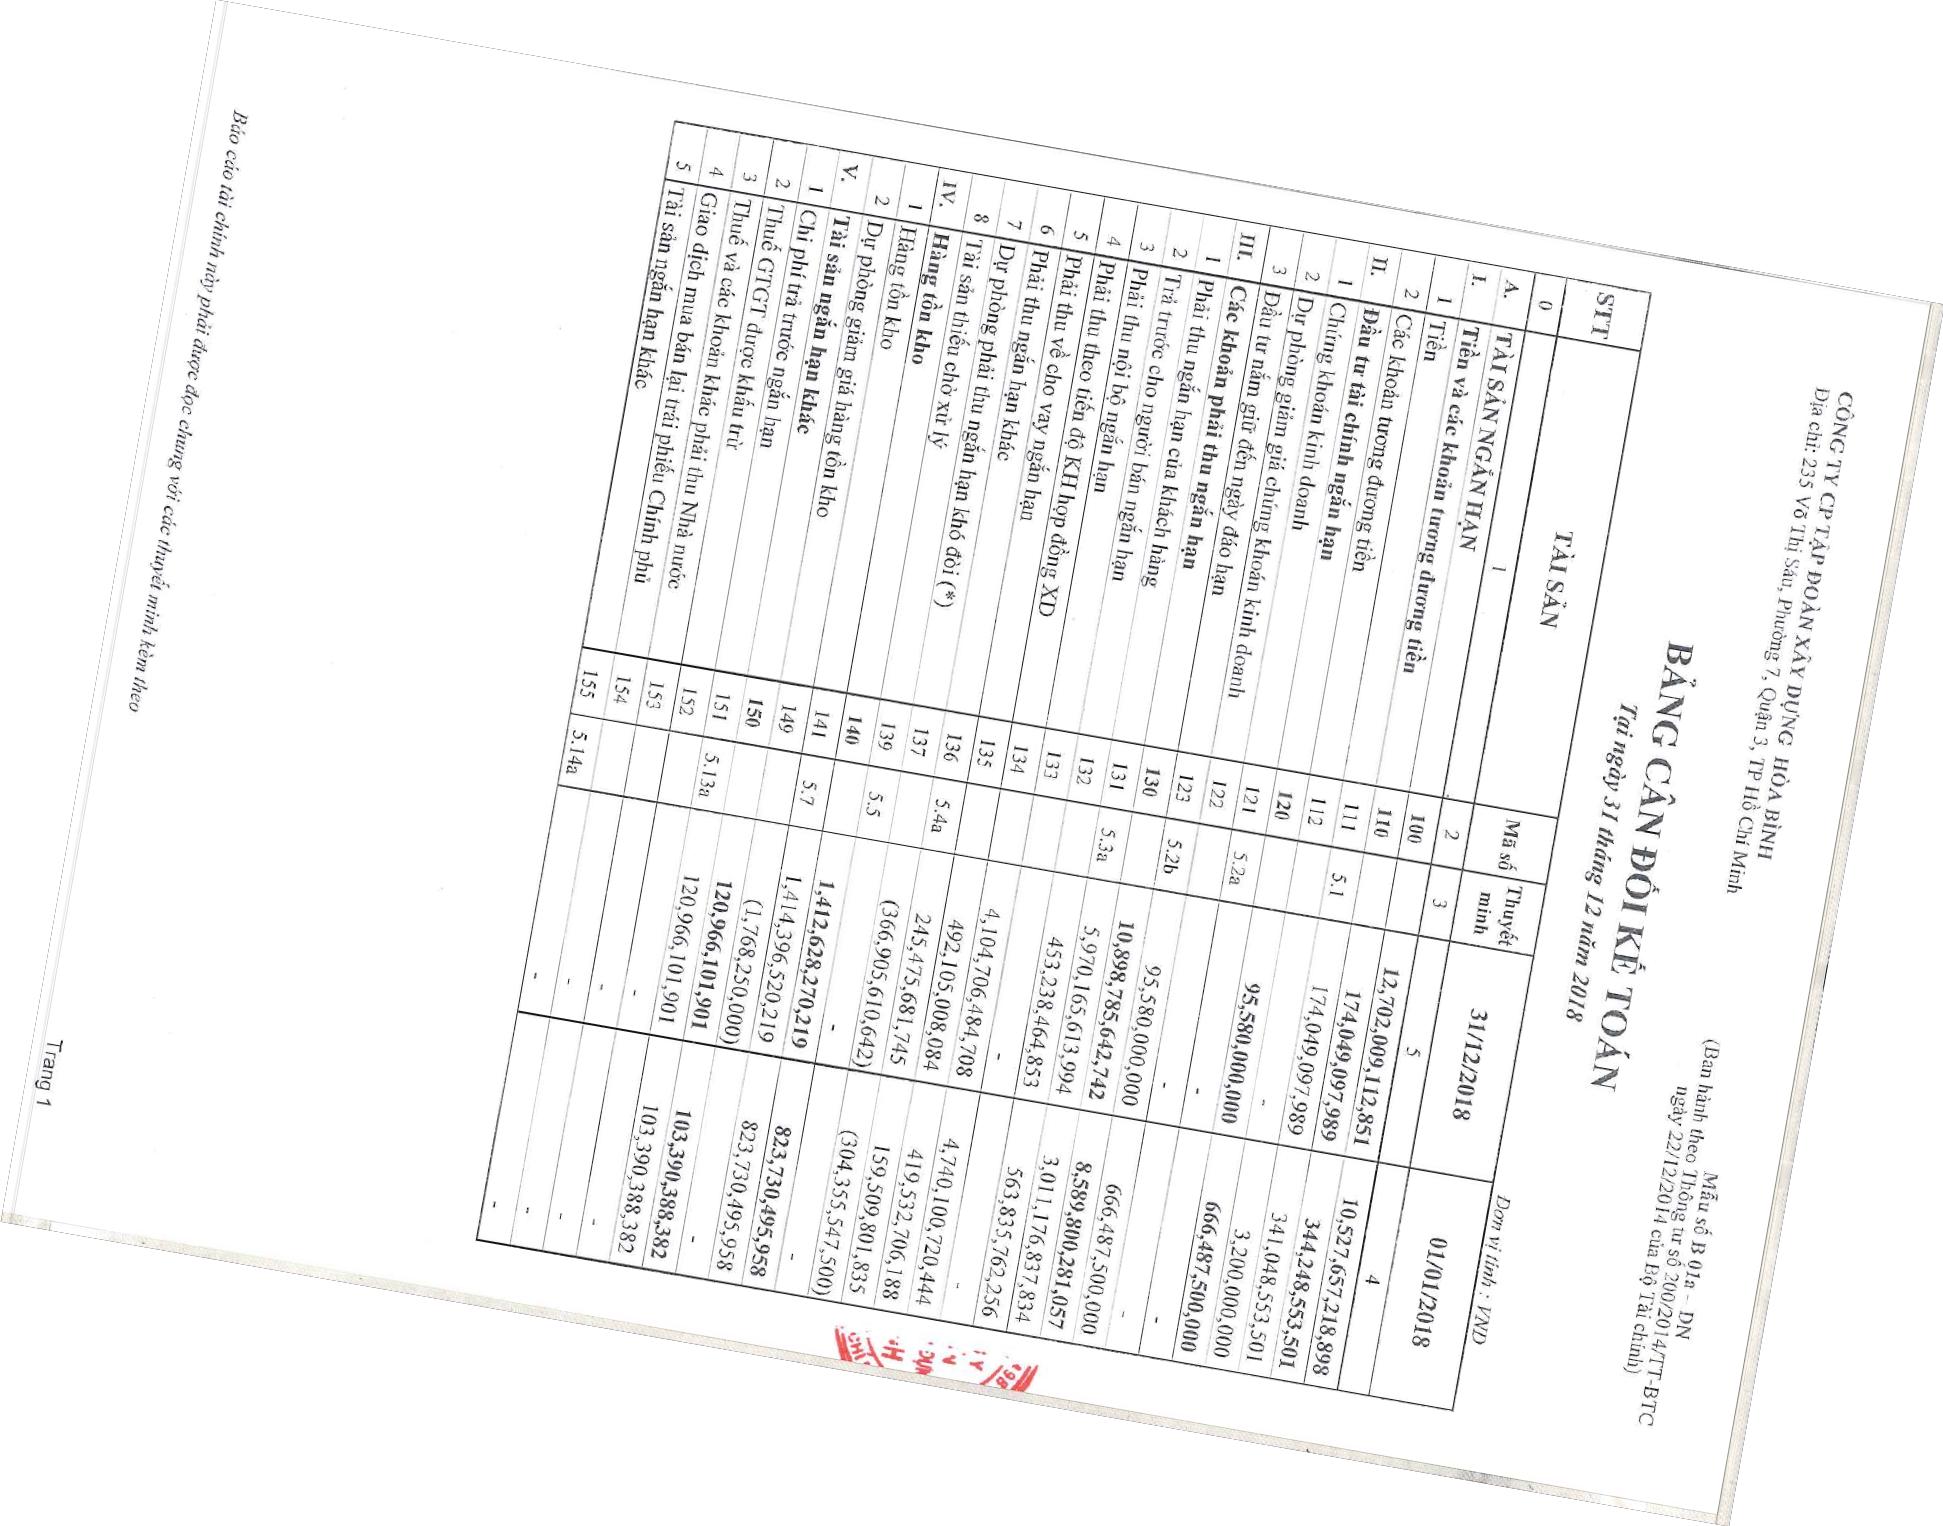 CÔNG TY CP TẬP ĐOÀN XÂY DỰNG HÒA BÌNH
Địa chỉ: 235 Võ Thị Sáu, Phường 7, Quận 3, TP Hồ Chí Minh
Mẫu số B 01a – DN
(Ban hành theo Thông tư số 200/2014/TT-BTC
ngày 22/12/2014 của Bộ Tài chính)
BẢNG CÂN ĐỐI KẾ TOÁN
Tại ngày 31 tháng 12 năm 2018
Đơn vị tính : VND
STT TÀI SẢN Mã số Thuyết minh 31/12/2018 01/01/2018
0 1 2 3 5 4
A. TÀI SẢN NGẮN HẠN 100 12,702,009,112,851 10,527,657,218,898
I. Tiền và các khoản tương đương tiền 110 174,049,097,989 344,248,553,501
1 Tiền 111 5.1 174,049,097,989 341,048,553,501
2 Các khoản tương đương tiền 112 - 3,200,000,000
II. Đầu tư tài chính ngắn hạn 120 95,580,000,000 666,487,500,000
1 Chứng khoán kinh doanh 121 5.2a - -
2 Dự phòng giảm giá chứng khoán kinh doanh 122 - -
3 Đầu tư nắm giữ đến ngày đáo hạn 123 5.2b 95,580,000,000 666,487,500,000
III. Các khoản phải thu ngắn hạn 130 10,898,785,642,742 8,589,800,281,057
1 Phải thu ngắn hạn của khách hàng 131 5.3a 5,970,165,613,994 3,011,176,837,834
2 Trả trước cho người bán ngắn hạn 132 453,238,464,853 563,835,762,256
3 Phải thu nội bộ ngắn hạn 133 - -
4 Phải thu theo tiến độ KH hợp đồng XD 134 4,104,706,484,708 4,740,100,720,444
5 Phải thu về cho vay ngắn hạn 135 492,105,008,084 419,532,706,188
6 Phải thu ngắn hạn khác 136 5.4a 245,475,681,745 159,509,801,835
7 Dự phòng phải thu ngắn hạn khó đòi (*) 137 (366,905,610,642) (304,355,547,500)
8 Tài sản thiếu chờ xử lý 139 5.5 - -
IV. Hàng tồn kho 140 1,412,628,270,219 823,730,495,958
1 Hàng tồn kho 141 5.7 1,414,396,520,219 823,730,495,958
2 Dự phòng giảm giá hàng tồn kho 149 (1,768,250,000) -
V. Tài sản ngắn hạn khác 150 120,966,101,901 103,390,388,382
1 Chi phí trả trước ngắn hạn 151 5.13a 120,966,101,901 103,390,388,382
2 Thuế GTGT được khấu trừ 152 - -
3 Thuế và các khoản khác phải thu Nhà nước 153 - -
4 Giao dịch mua bán lại trái phiếu Chính phủ 154 - -
5 Tài sản ngắn hạn khác 155 5.14a - -
Báo cáo tài chính này phải được đọc chung với các thuyết minh kèm theo
Trang 1